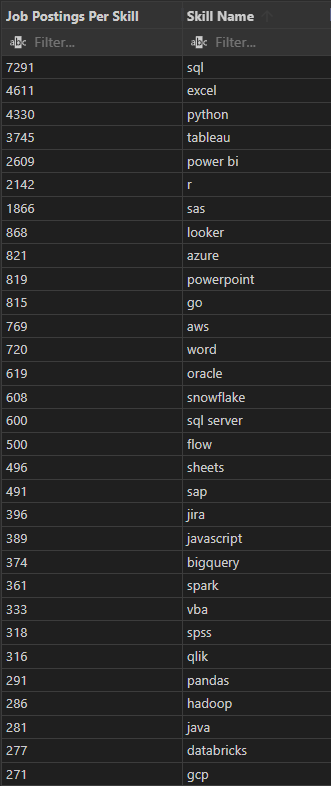 Job Postings Per Skill Skill Name ↑
abc Filter... abc Filter...
7291 sql
4611 excel
4330 python
3745 tableau
2609 power bi
2142 r
1866 sas
868 looker
821 azure
819 powerpoint
815 go
769 aws
720 word
619 oracle
608 snowflake
600 sql server
500 flow
496 sheets
491 sap
396 jira
389 javascript
374 bigquery
361 spark
333 vba
318 spss
316 qlik
291 pandas
286 hadoop
281 java
277 databricks
271 gcp